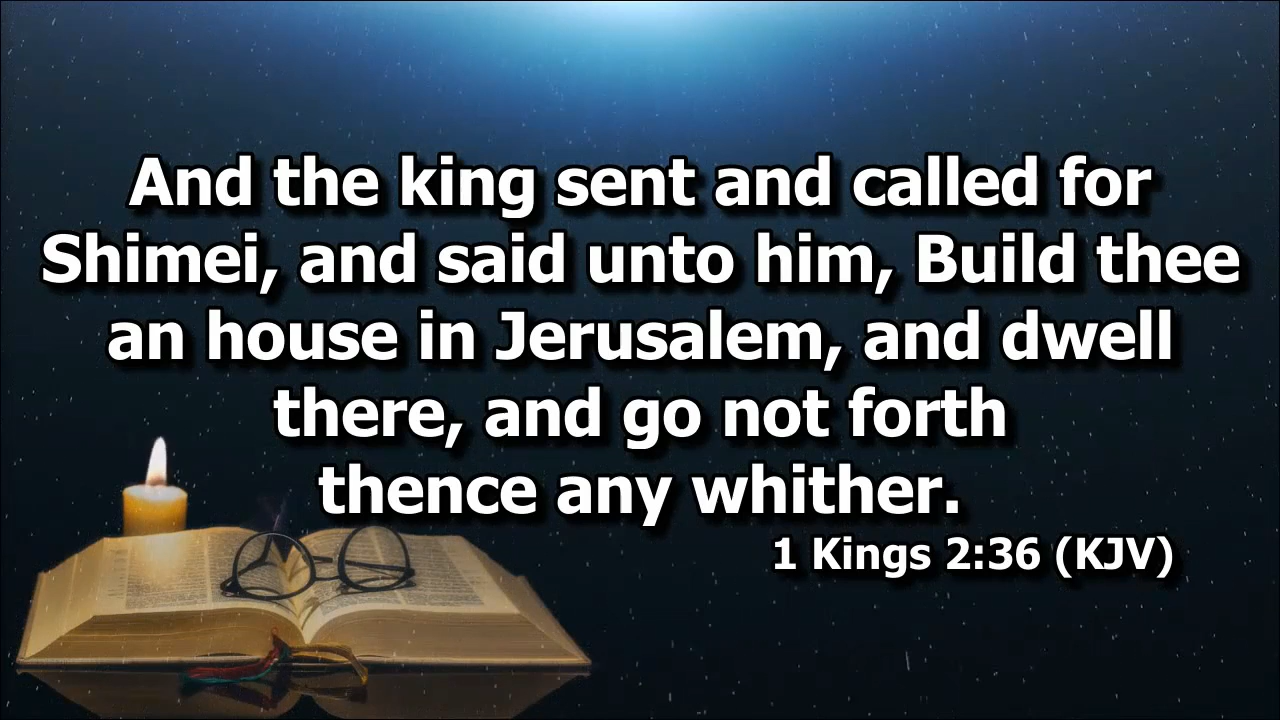 And the king sent and called for
Shimei, and said unto him, Build thee
an house in Jerusalem, and dwell
there, and go not forth
thence any whither.
1 Kings 2:36 (KJV)